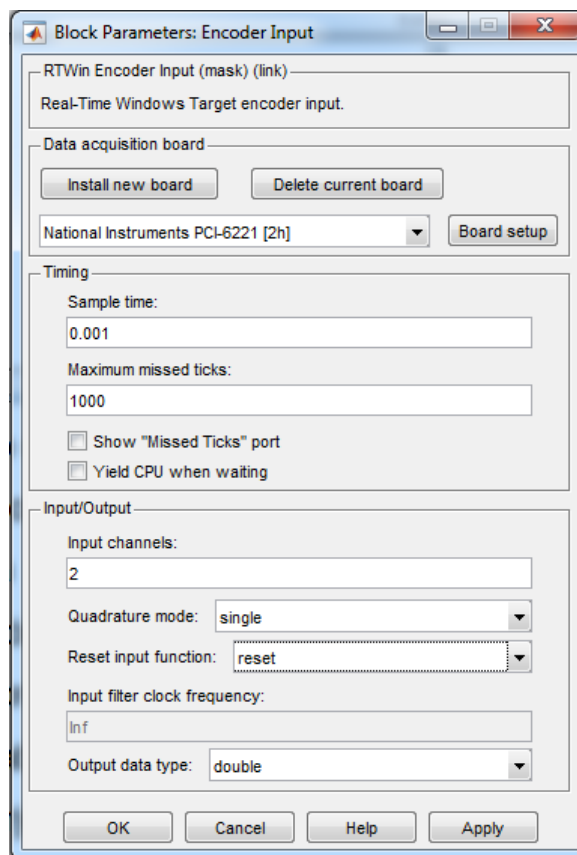 Block Parameters: Encoder Input
RTWin Encoder Input (mask) (link)
Real-Time Windows Target encoder input.
Data acquisition board
Install new board
Delete current board
National Instruments PCI-6221 [2h]
Board setup
Timing
Sample time:
0.001
Maximum missed ticks:
1000
Show "Missed Ticks" port
Yield CPU when waiting
Input/Output
Input channels:
2
Quadrature mode: single
Reset input function: reset
Input filter clock frequency:
Inf
Output data type: double
OK Cancel Help Apply